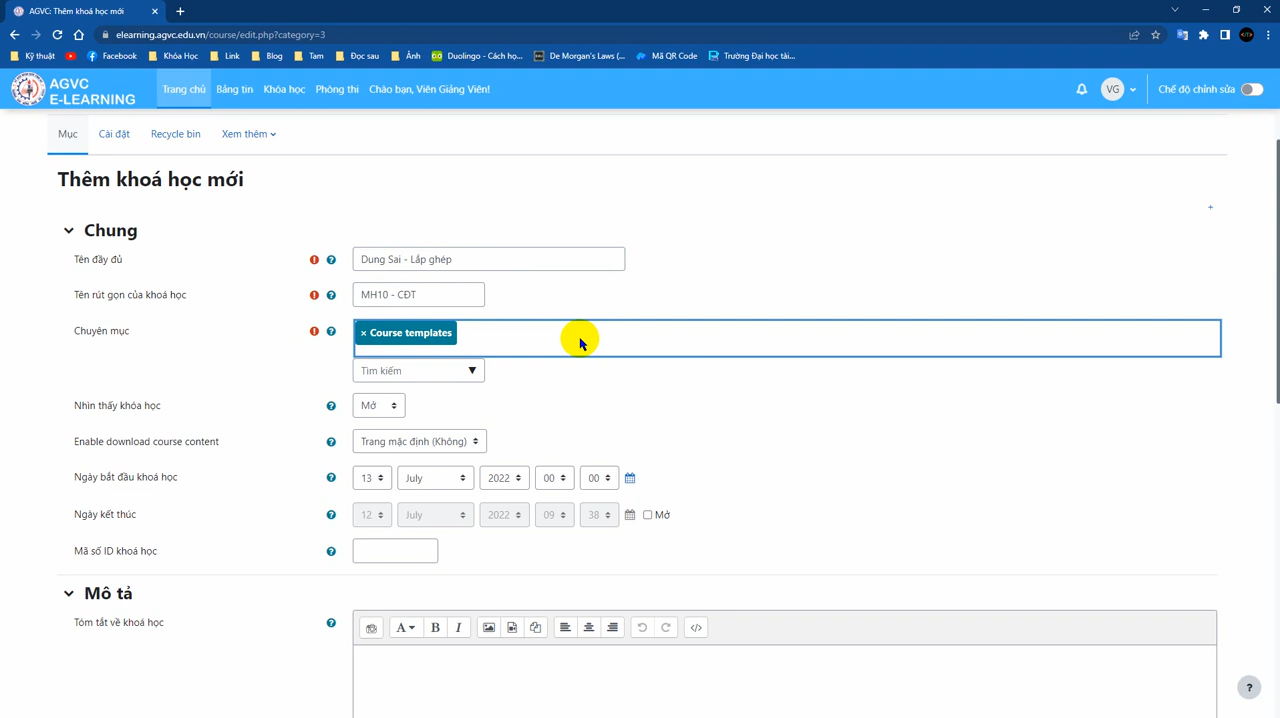 AGVC: Thêm khoá học mới
elearning.agvc.edu.vn/course/edit.php?category=3
Kỹ thuật Facebook Khóa Học Link Blog Tam Đọc sau Ảnh Duolingo - Cách họ... De Morgan's Laws (... Mã QR Code Trường Đại học tài...
AGVC
E-LEARNING
Trang chủ Bảng tin Khóa học Phòng thi Chào bạn, Viên Giảng Viên! VG Chế độ chỉnh sửa
Mục Cài đặt Recycle bin Xem thêm
Thêm khoá học mới
Chung
Tên đầy đủ Dung Sai - Lắp ghép
Tên rút gọn của khoá học MH10 - CĐT
Chuyên mục × Course templates
Tìm kiếm ▼
Nhìn thấy khóa học Mở
Enable download course content Trang mặc định (Không)
Ngày bắt đầu khoá học 13 July 2022 00 00
Ngày kết thúc 12 July 2022 09 38 Mở
Mã số ID khoá học
Mô tả
Tóm tắt về khoá học A B I </>
?